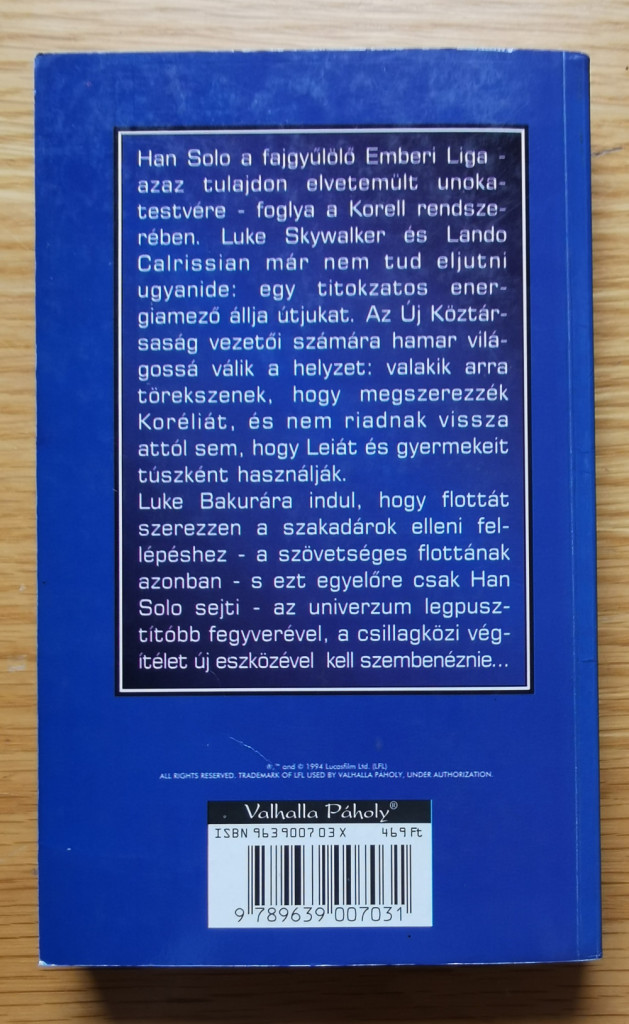 Han Solo a fajgyűlölő Emberi Liga -
azaz tulajdon elvetemült unoka-
testvére - foglya a Korell rendsze-
rében. Luke Skywalker és Lando
Calrissian már nem tud eljutni
ugyanide: egy titokzatos ener-
giamező állja útjukat. Az Új Köztár-
saság vezetői számára hamar vilá-
gossá válik a helyzet: valakik arra
törekszenek, hogy megszerezzék
Koréliát, és nem riadnak vissza
attól sem, hogy Leiát és gyermekeit
túszként használják.
Luke Bakurára indul, hogy flottát
szerezzen a szakadárok elleni fel-
lépéshez - a szövetséges flottának
azonban - s ezt egyelőre csak Han
Solo sejti - az univerzum legpusz-
títóbb fegyverével, a csillagközi vég-
ítélet új eszközével kell szembenéznie...
®,™ and © 1994 Lucasfilm Ltd. (LFL)
ALL RIGHTS RESERVED. TRADEMARK OF LFL USED BY VALHALLA PÁHOLY, UNDER AUTHORIZATION.
Valhalla Páholy®
ISBN 963900703X 469 Ft
9 789639 007031